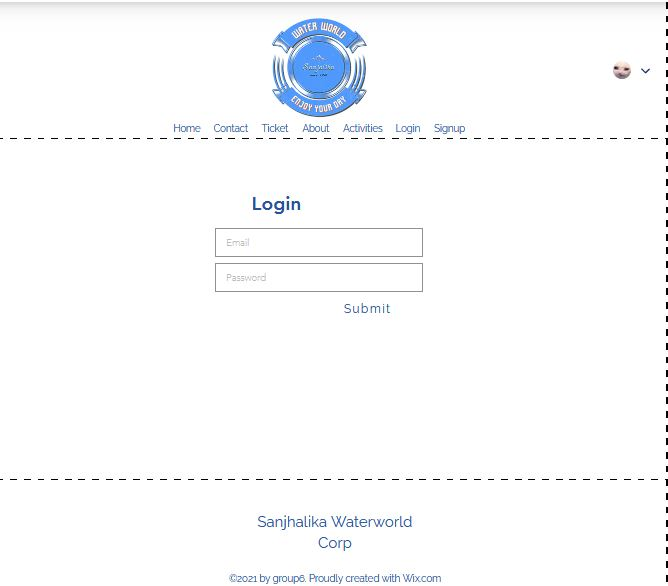 WATER WORLD
ENJOY YOUR DAY
Home Contact Ticket About Activities Login Signup
Login
Email
Password
Submit
Sanjhalika Waterworld
Corp
©2021 by group6. Proudly created with Wix.com